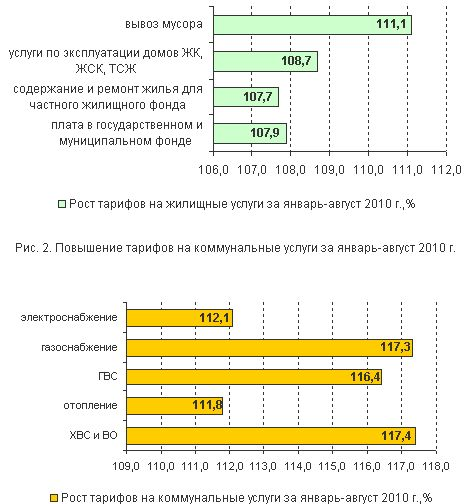 вывоз мусора
111,1
услуги по эксплуатации домов ЖК,
ЖСК, ТСЖ
108,7
содержание и ремонт жилья для
частного жилищного фонда
107,7
плата в государственном и
муниципальном фонде
107,9
106,0 107,0 108,0 109,0 110,0 111,0 112,0
Рост тарифов на жилищные услуги за январь-август 2010 г.,%
Рис. 2. Повышение тарифов на коммунальные услуги за январь-август 2010 г.
электроснабжение
112,1
газоснабжение
117,3
ГВС
116,4
отопление
111,8
ХВС и ВО
117,4
109,0 110,0 111,0 112,0 113,0 114,0 115,0 116,0 117,0 118,0
Рост тарифов на коммунальные услуги за январь-август 2010 г.,%